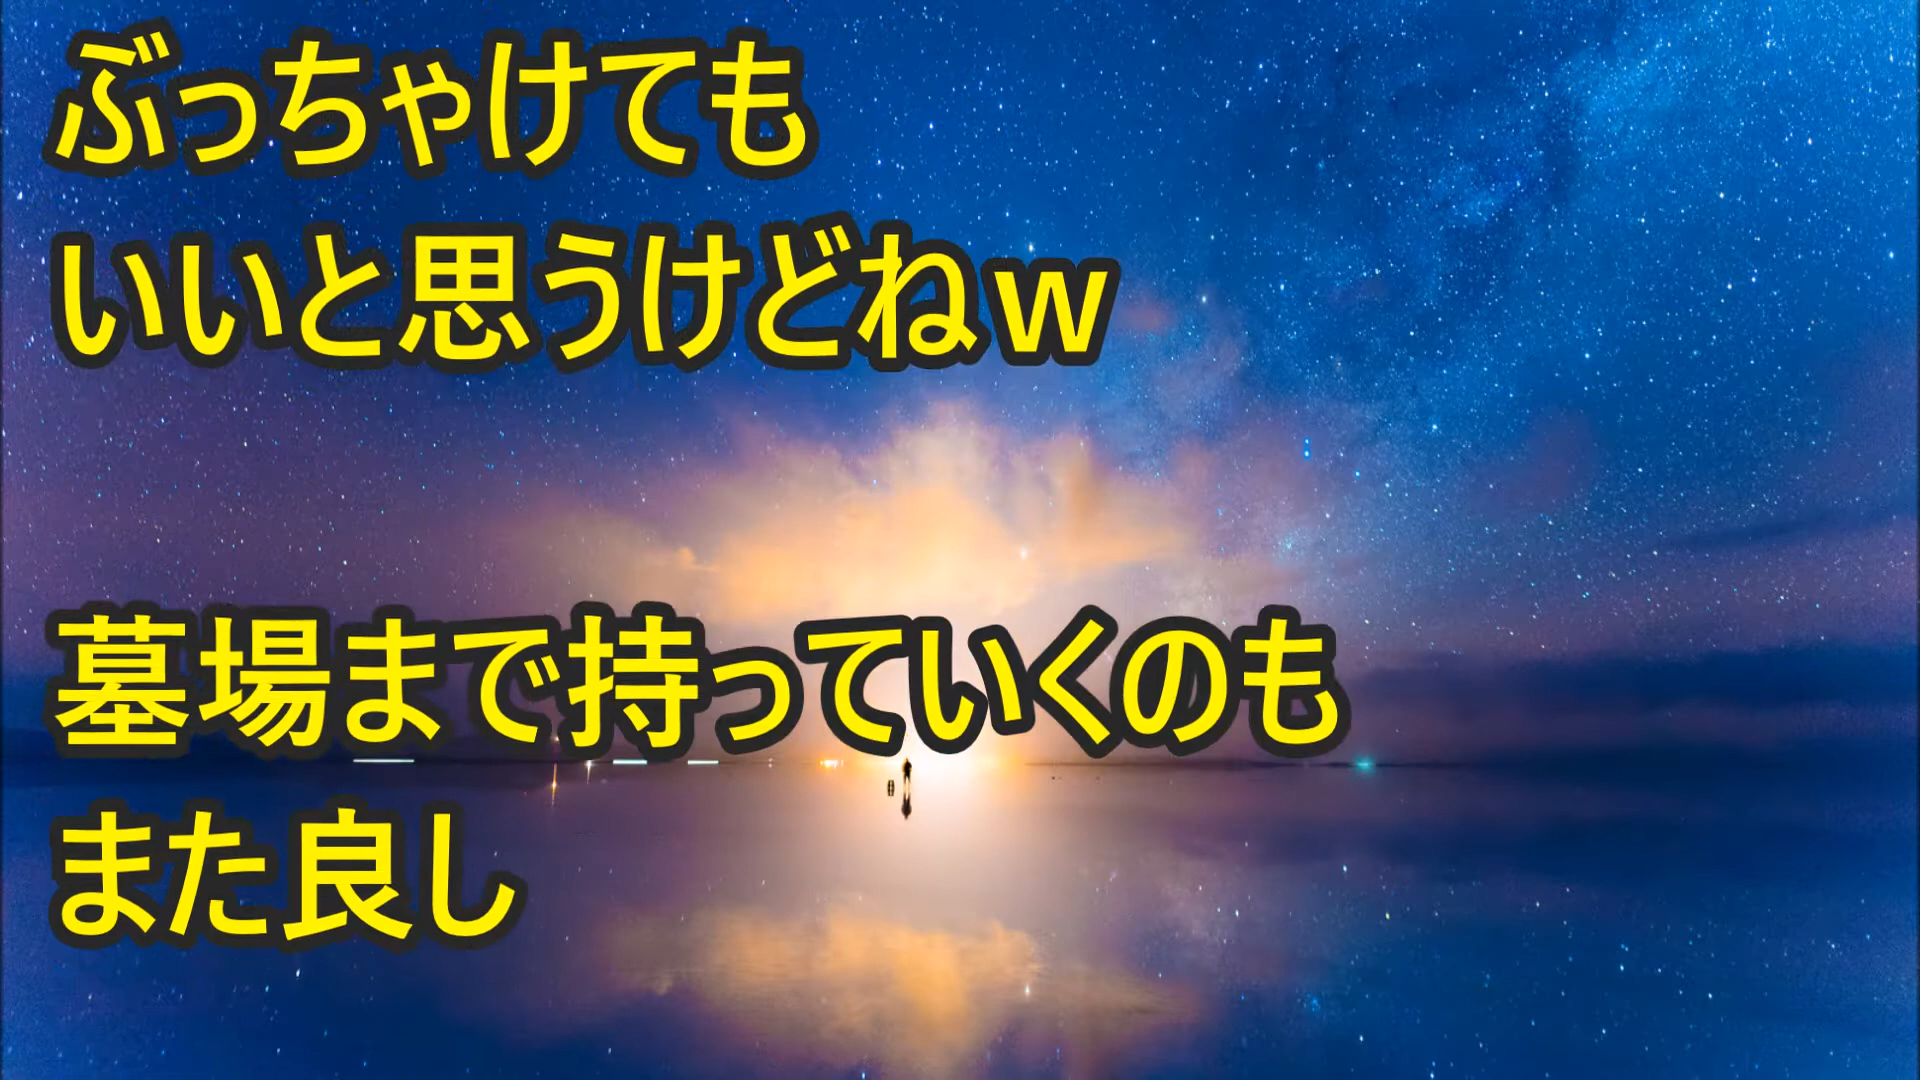 ぶっちゃけても
いいと思うけどねｗ
墓場まで持っていくのも
また良し